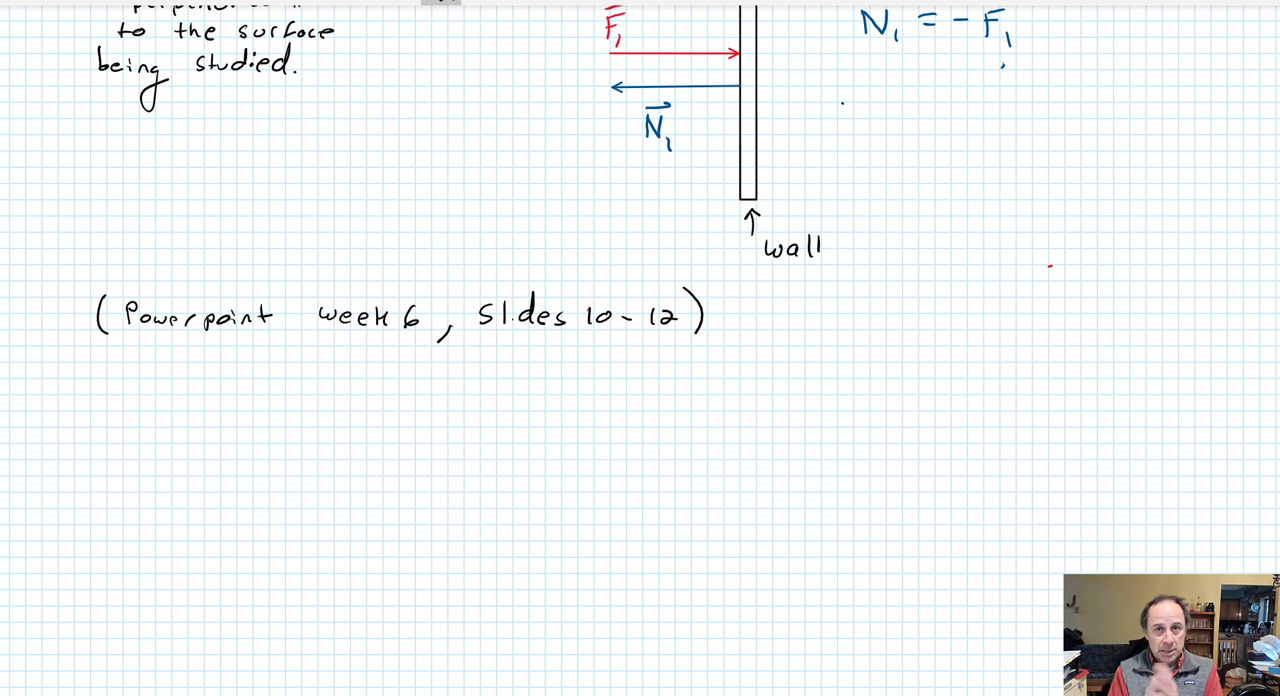 to the surface
being studied.
F₁
N₁ = - F₁
N₁
wall
(Powerpoint week 6, slides 10-12)